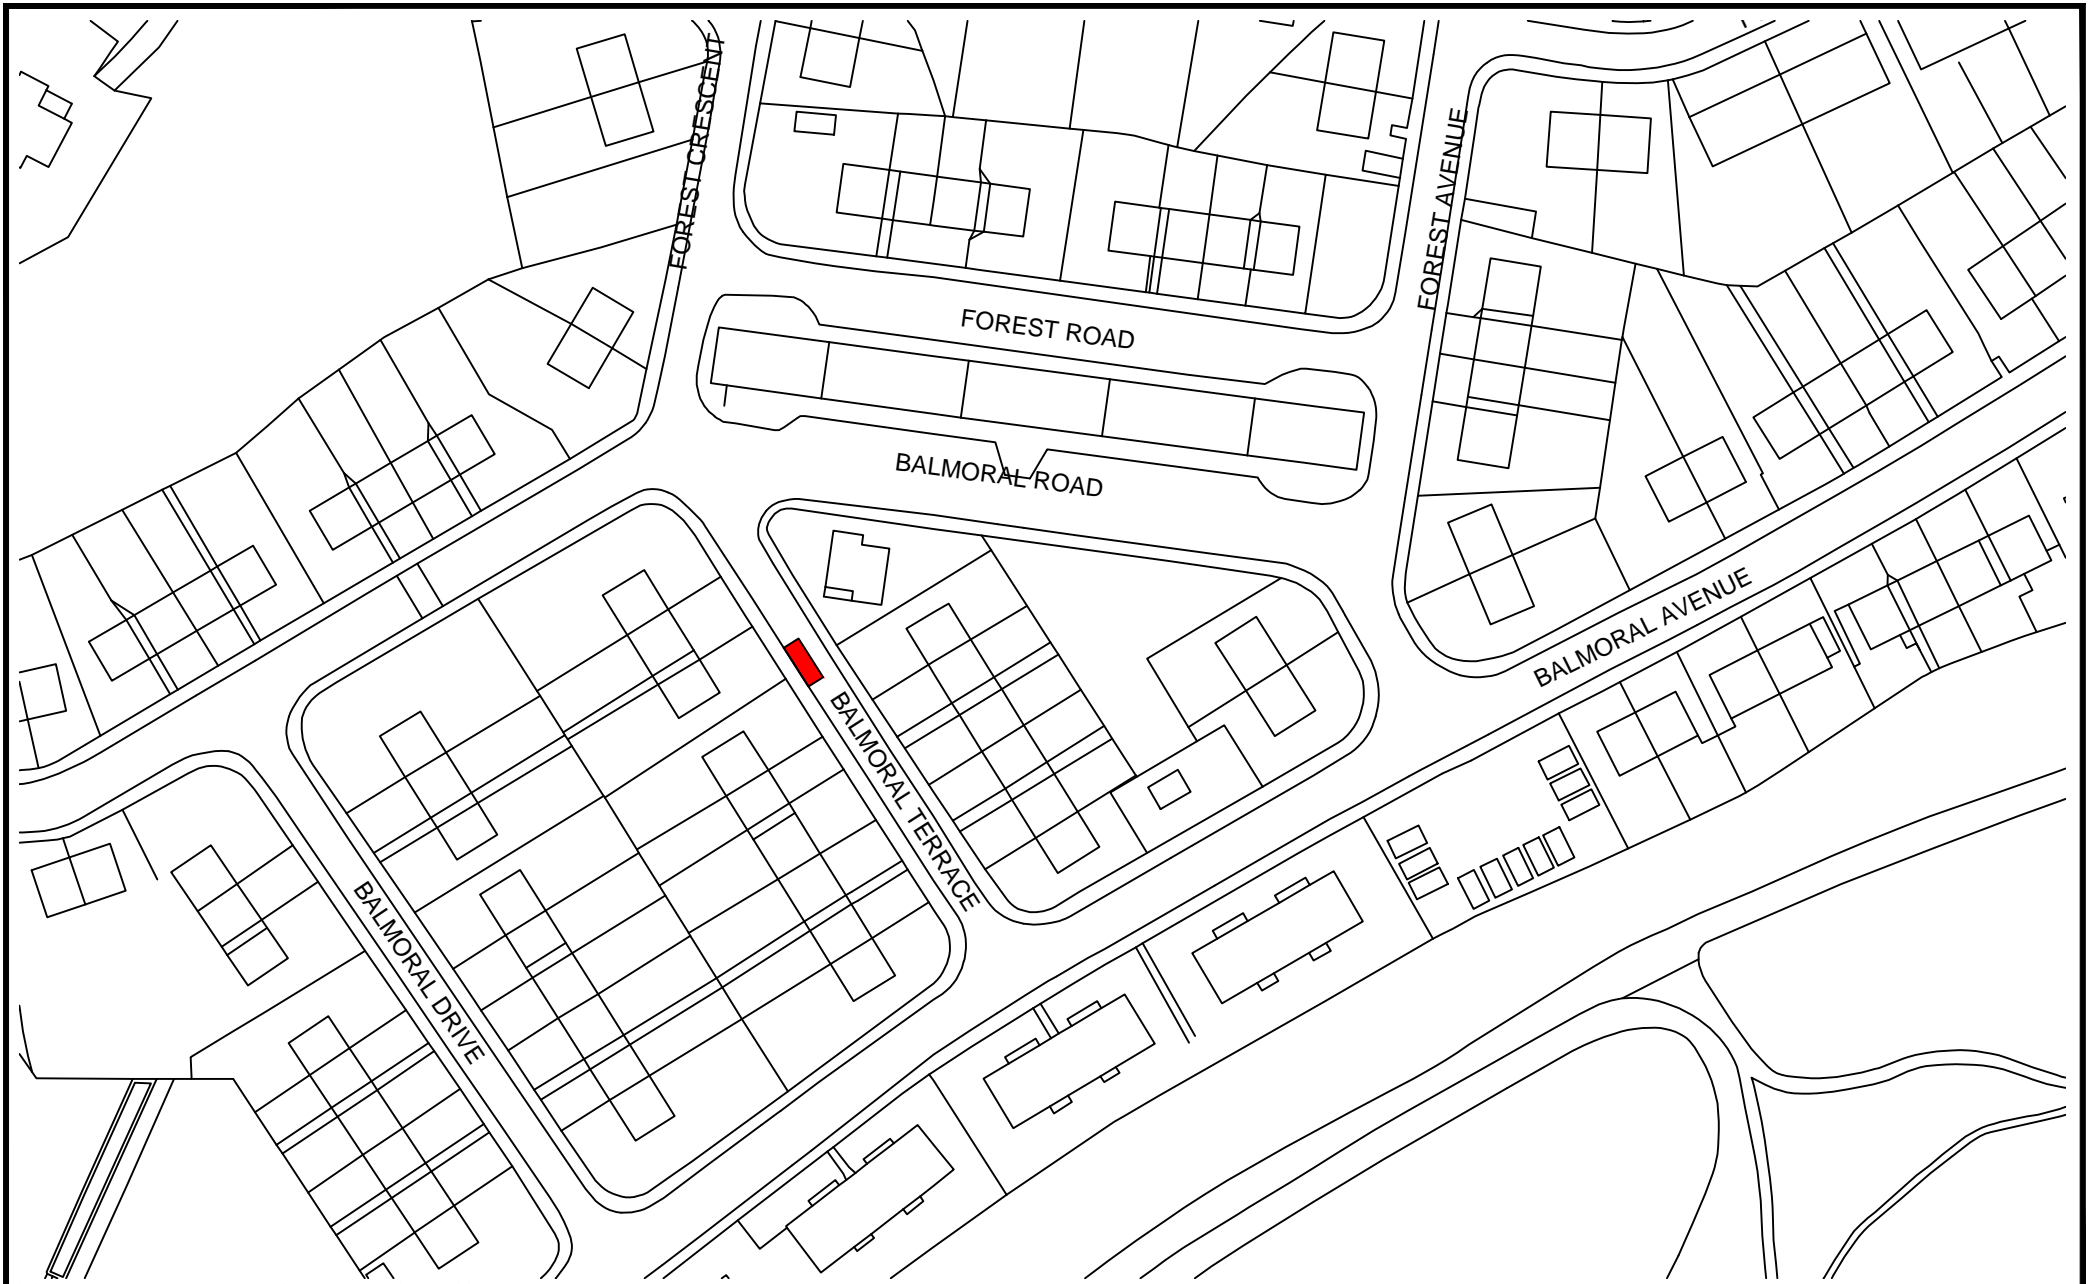 FOREST CRESCENT
FOREST AVENUE
FOREST ROAD
BALMORAL ROAD
BALMORAL AVENUE
BALMORAL TERRACE
BALMORAL DRIVE